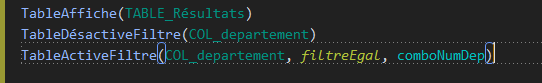 TableAffiche(TABLE_Résultats)
TableDésactiveFiltre(COL_departement)
TableActiveFiltre(COL_departement, filtreEgal, comboNumDep)